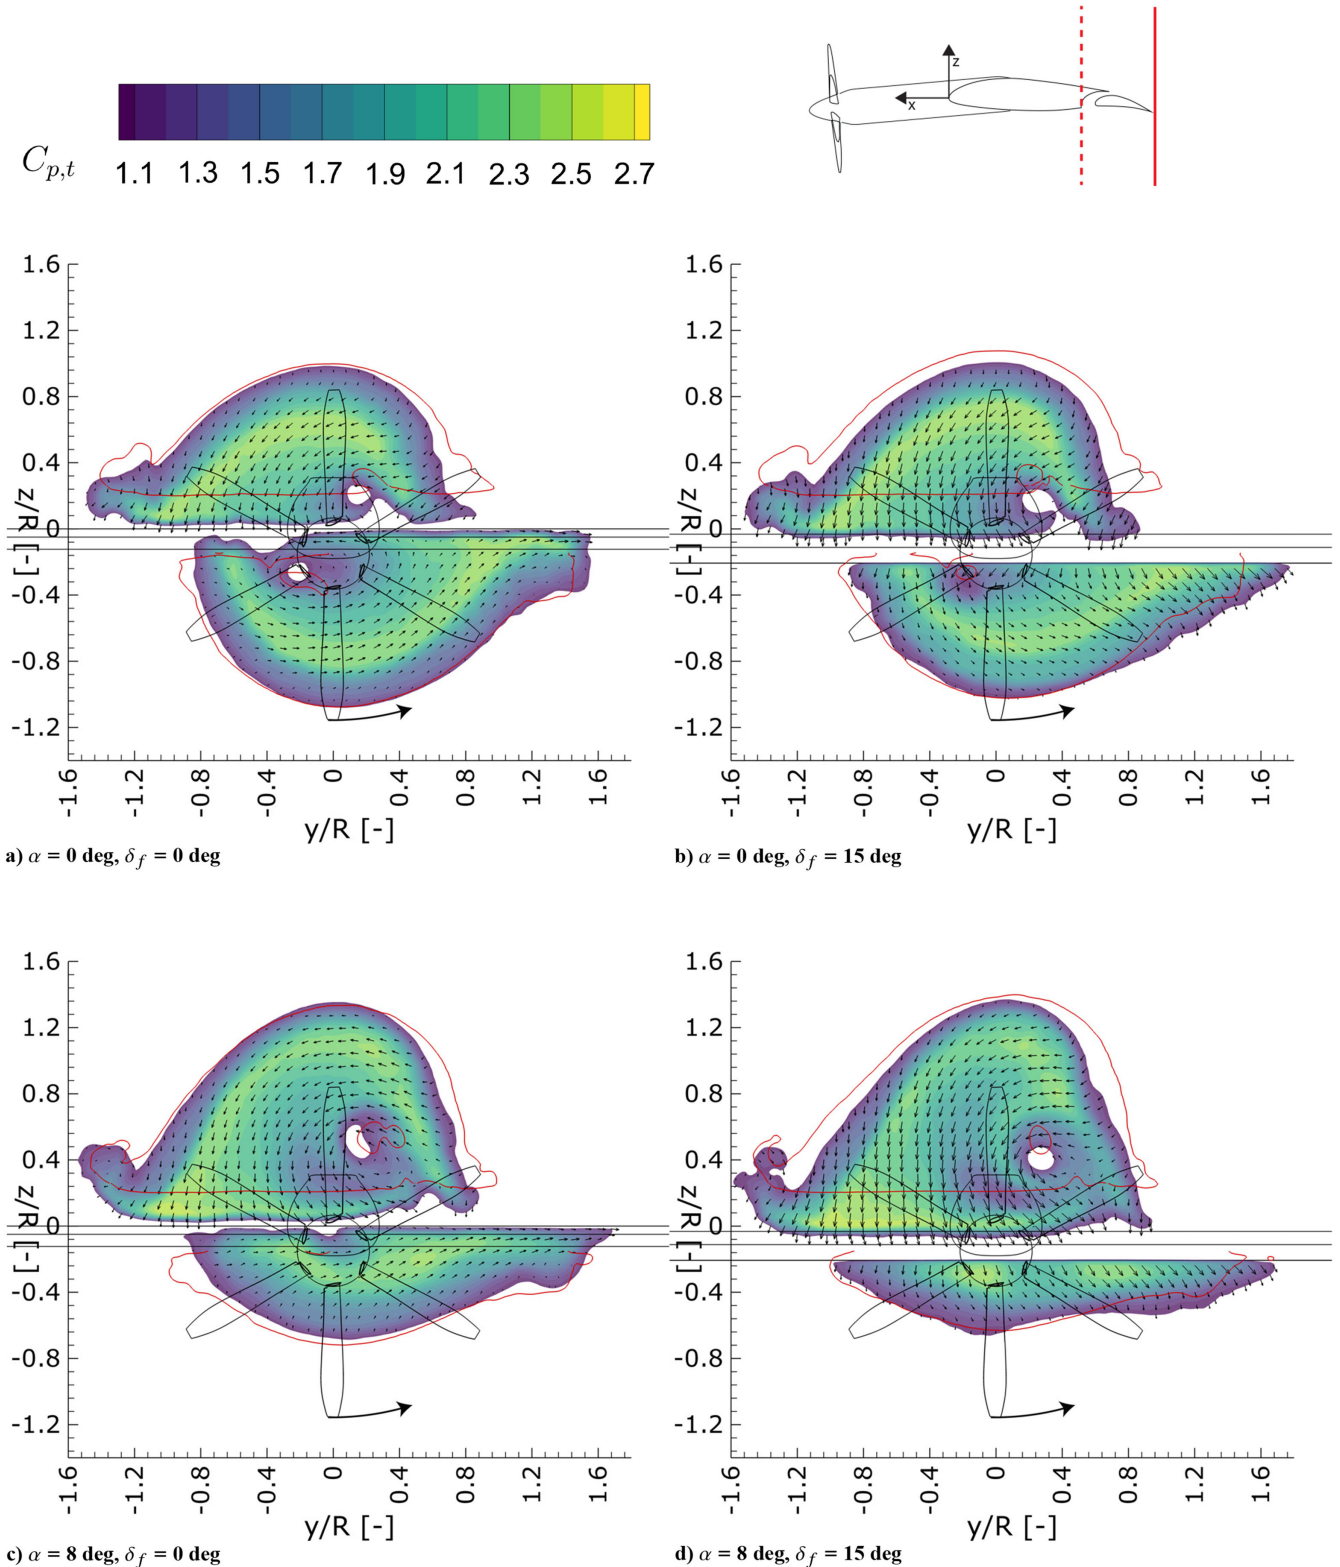 C_{p,t}
1.1 1.3 1.5 1.7 1.9 2.1 2.3 2.5 2.7
z
x
1.6
1.2
0.8
0.4
0
-0.4
-0.8
-1.2
z/R [-]
-1.6 -1.2 -0.8 -0.4 0 0.4 0.8 1.2 1.6
y/R [-]
a) α = 0 deg, δ_f = 0 deg
1.6
1.2
0.8
0.4
0
-0.4
-0.8
-1.2
z/R [-]
-1.6 -1.2 -0.8 -0.4 0 0.4 0.8 1.2 1.6
y/R [-]
b) α = 0 deg, δ_f = 15 deg
1.6
1.2
0.8
0.4
0
-0.4
-0.8
-1.2
z/R [-]
-1.6 -1.2 -0.8 -0.4 0 0.4 0.8 1.2 1.6
y/R [-]
c) α = 8 deg, δ_f = 0 deg
1.6
1.2
0.8
0.4
0
-0.4
-0.8
-1.2
z/R [-]
-1.6 -1.2 -0.8 -0.4 0 0.4 0.8 1.2 1.6
y/R [-]
d) α = 8 deg, δ_f = 15 deg